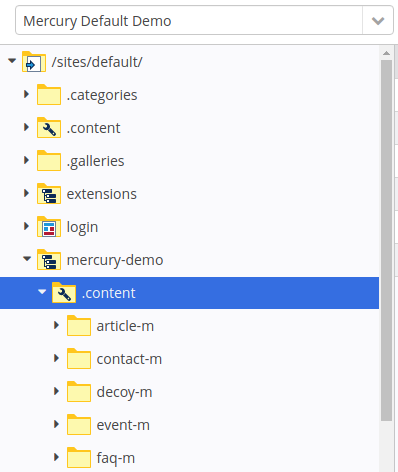 Mercury Default Demo
/sites/default/
.categories
.content
.galleries
extensions
login
mercury-demo
.content
article-m
contact-m
decoy-m
event-m
faq-m